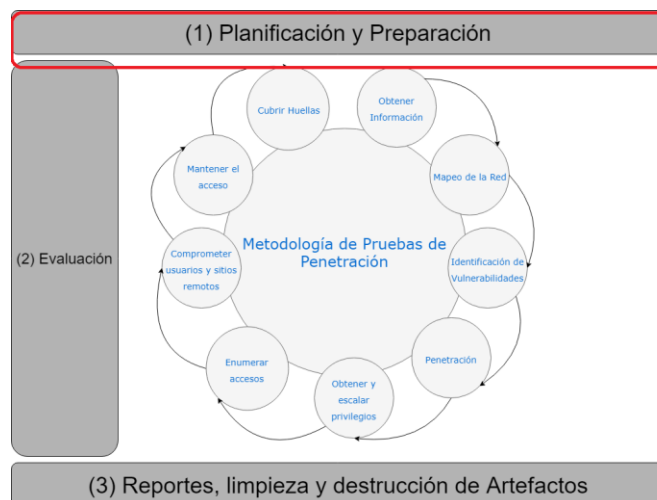 (1) Planificación y Preparación
Cubrir Huellas
Obtener
Información
Mantener el
acceso
Mapeo de la Red
Metodología de Pruebas de
Penetración
(2) Evaluación
Comprometer
usuarios y sitios
remotos
Identificación de
Vulnerabilidades
Enumerar
accesos
Penetración
Obtener y
escalar
privilegios
(3) Reportes, limpieza y destrucción de Artefactos